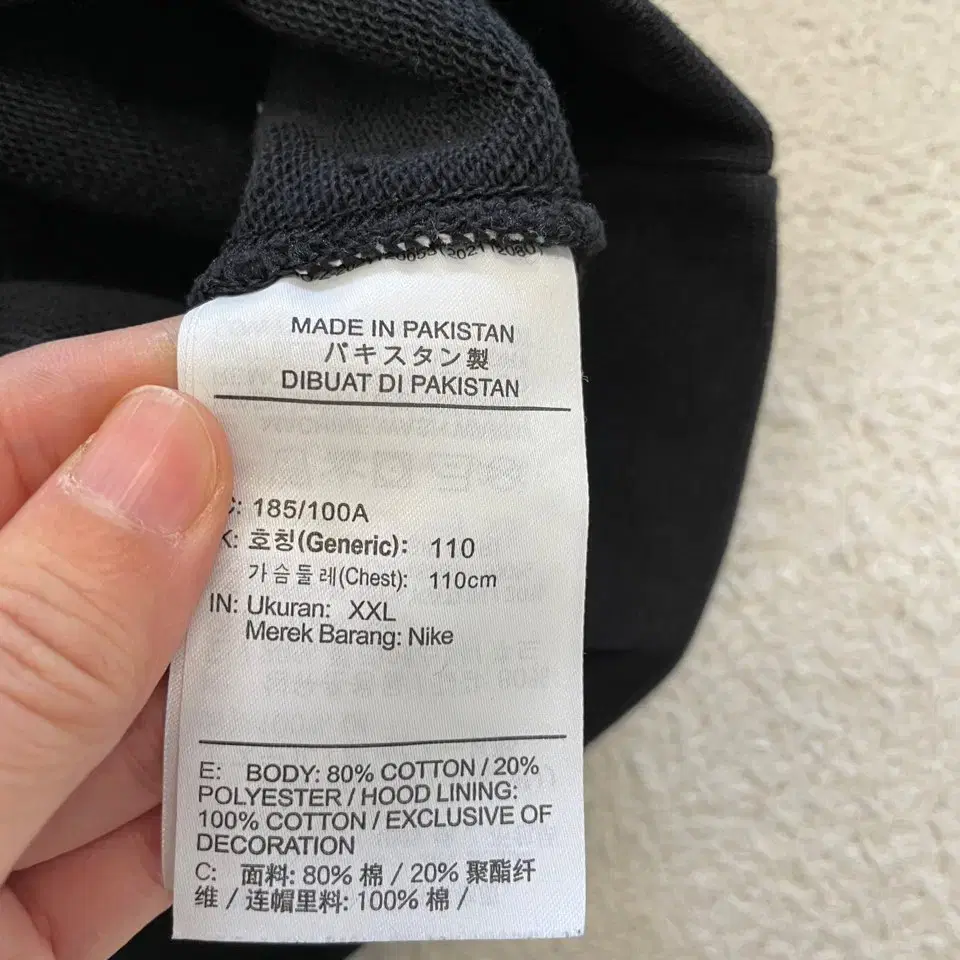 MADE IN PAKISTAN
パキスタン製
DIBUAT DI PAKISTAN
185/100A
호칭(Generic): 110
가슴둘레(Chest): 110cm
IN: Ukuran: XXL
Merek Barang: Nike
E: BODY: 80% COTTON / 20%
POLYESTER / HOOD LINING:
100% COTTON / EXCLUSIVE OF
DECORATION
C: 面料: 80% 棉 / 20% 聚酯纤
维 / 连帽里料: 100% 棉 /